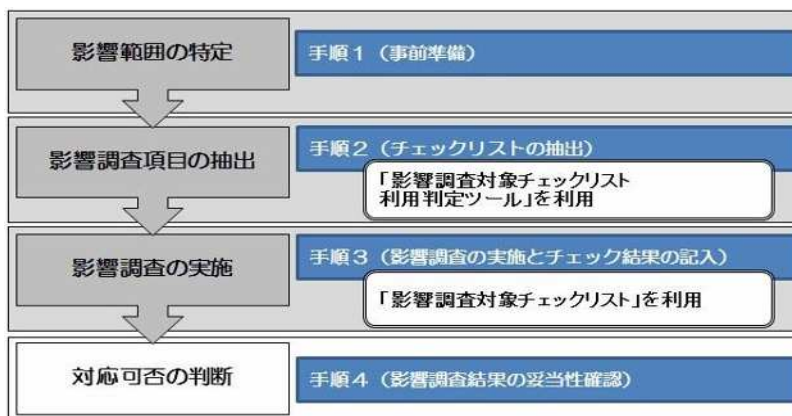 影響範囲の特定
手順1(事前準備)
影響調査項目の抽出
手順2(チェックリストの抽出)
「影響調査対象チェックリスト
利用判定ツール」を利用
影響調査の実施
手順3(影響調査の実施とチェック結果の記入)
「影響調査対象チェックリスト」を利用
対応可否の判断
手順4(影響調査結果の妥当性確認)